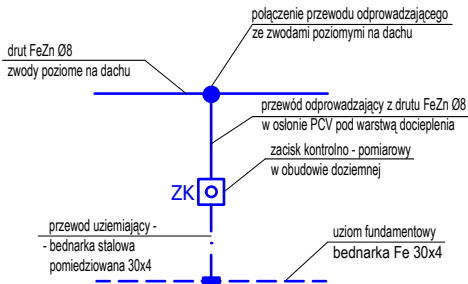 połączenie przewodu odprowadzającego
ze zwodami poziomymi na dachu
drut FeZn Ø8
zwody poziome na dachu
przewód odprowadzający z drutu FeZn Ø8
w osłonie PCV pod warstwą docieplenia
zacisk kontrolno - pomiarowy
w obudowie doziemnej
ZK
przewod uziemiający -
- bednarka stalowa
pomiedziowana 30x4
uziom fundamentowy
bednarka Fe 30x4